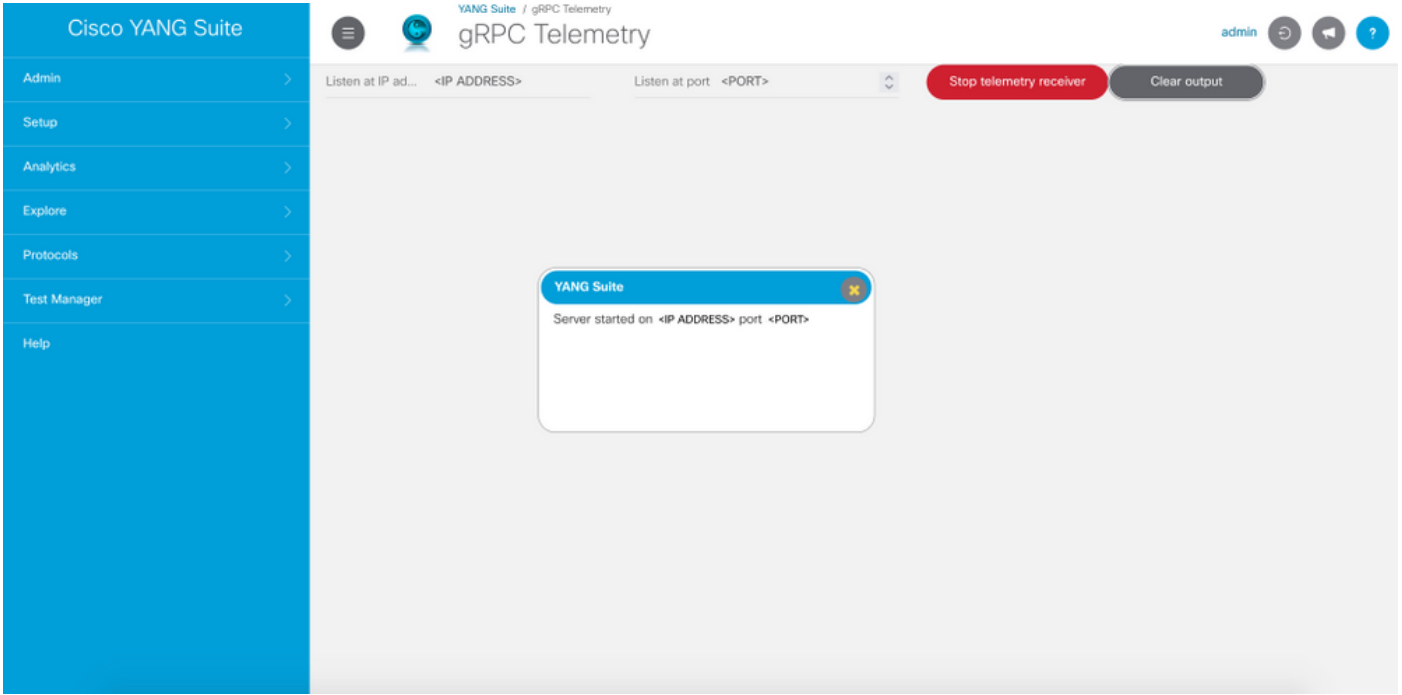 Cisco YANG Suite
YANG Suite / gRPC Telemetry
gRPC Telemetry
admin
?
Admin
Setup
Analytics
Explore
Protocols
Test Manager
Help
Listen at IP ad... <IP ADDRESS>
Listen at port <PORT>
Stop telemetry receiver
Clear output
YANG Suite
Server started on <IP ADDRESS> port <PORT>